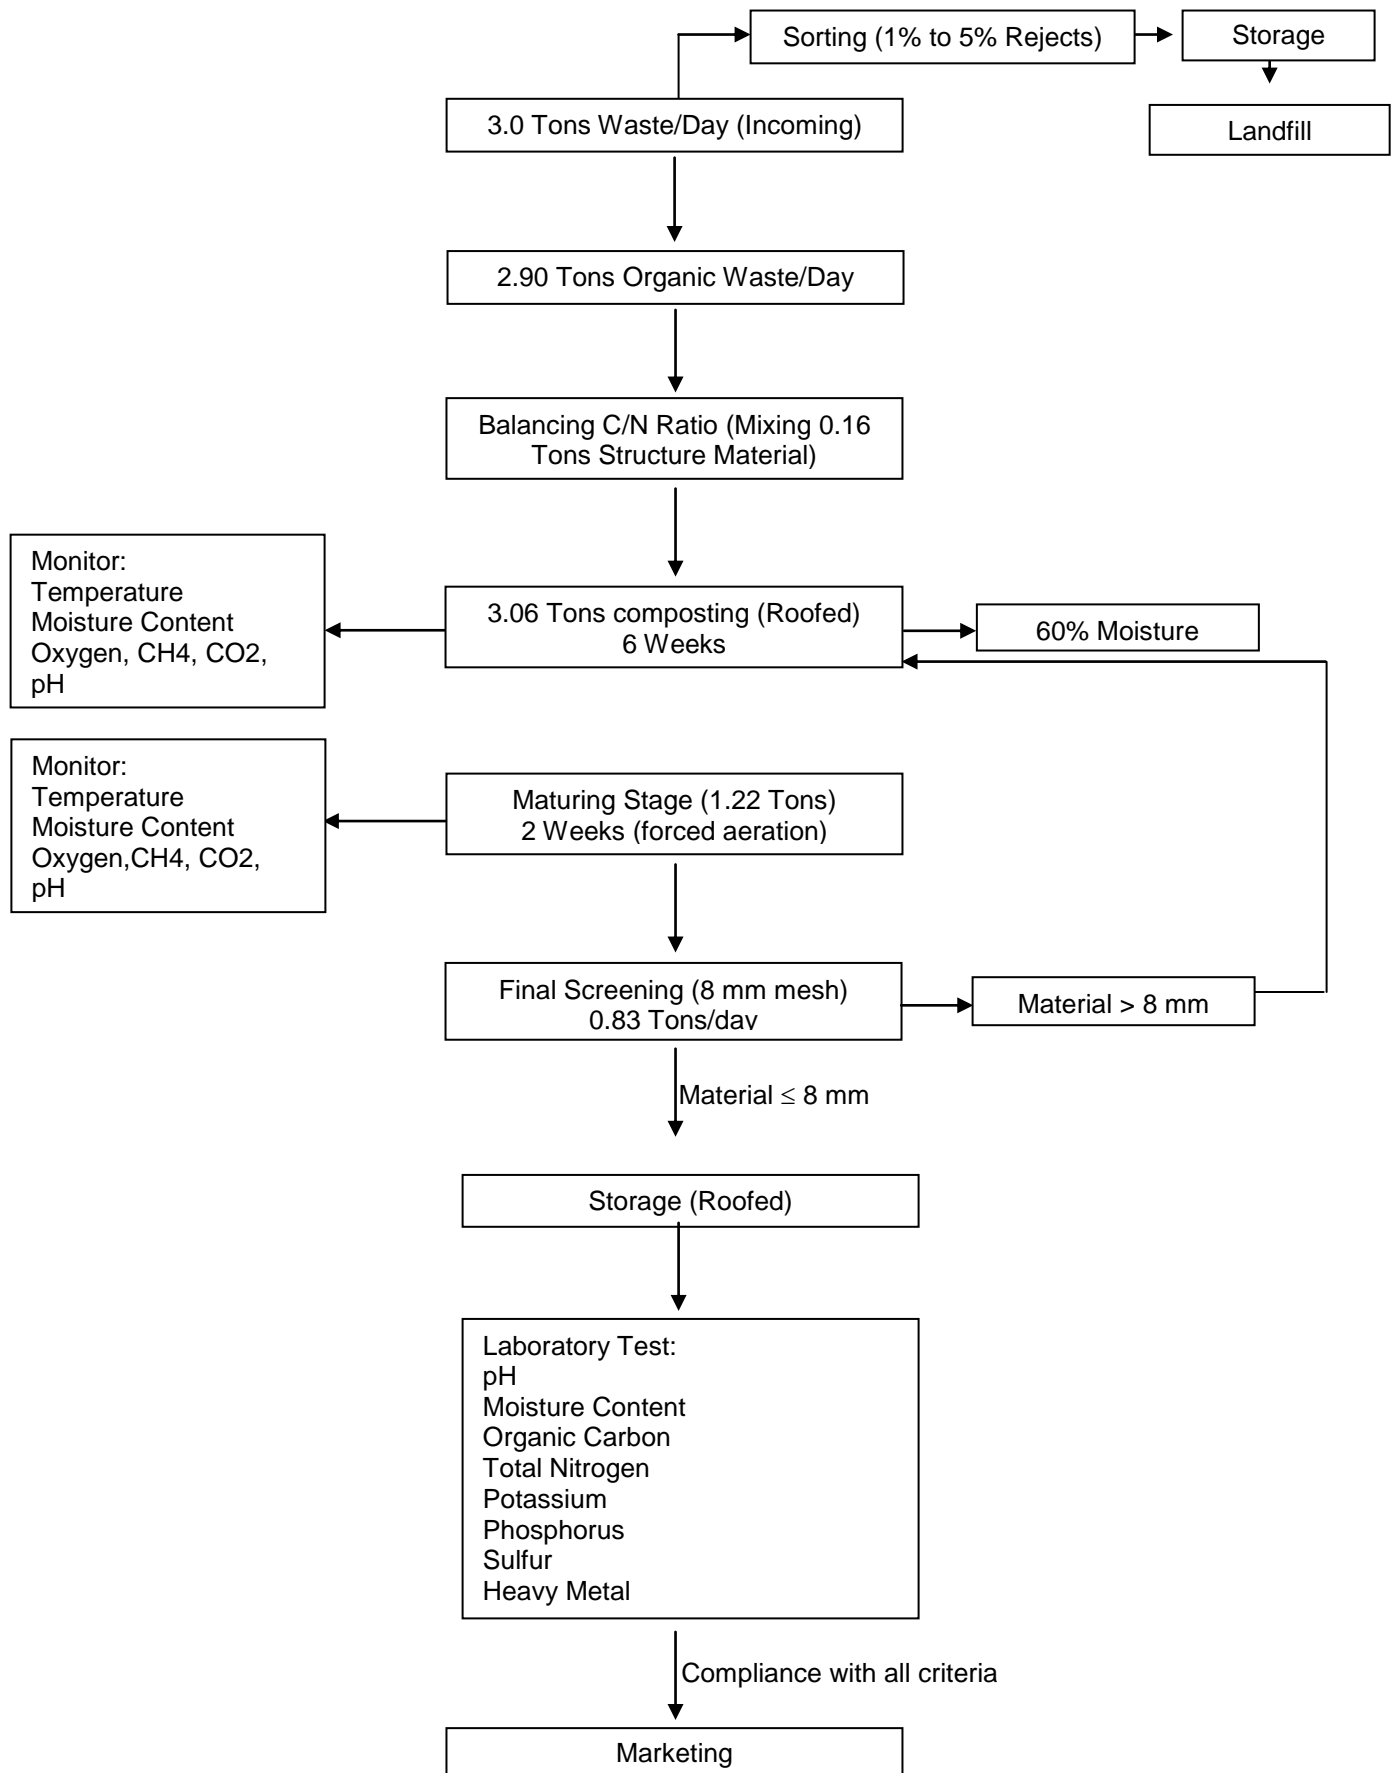 Sorting (1% to 5% Rejects)
Storage
3.0 Tons Waste/Day (Incoming)
Landfill
2.90 Tons Organic Waste/Day
Balancing C/N Ratio (Mixing 0.16
Tons Structure Material)
Monitor:
Temperature
Moisture Content
Oxygen, CH4, CO2,
pH
3.06 Tons composting (Roofed)
6 Weeks
60% Moisture
Monitor:
Temperature
Moisture Content
Oxygen,CH4, CO2,
pH
Maturing Stage (1.22 Tons)
2 Weeks (forced aeration)
Final Screening (8 mm mesh)
0.83 Tons/day
Material > 8 mm
Material ≤ 8 mm
Storage (Roofed)
Laboratory Test:
pH
Moisture Content
Organic Carbon
Total Nitrogen
Potassium
Phosphorus
Sulfur
Heavy Metal
Compliance with all criteria
Marketing